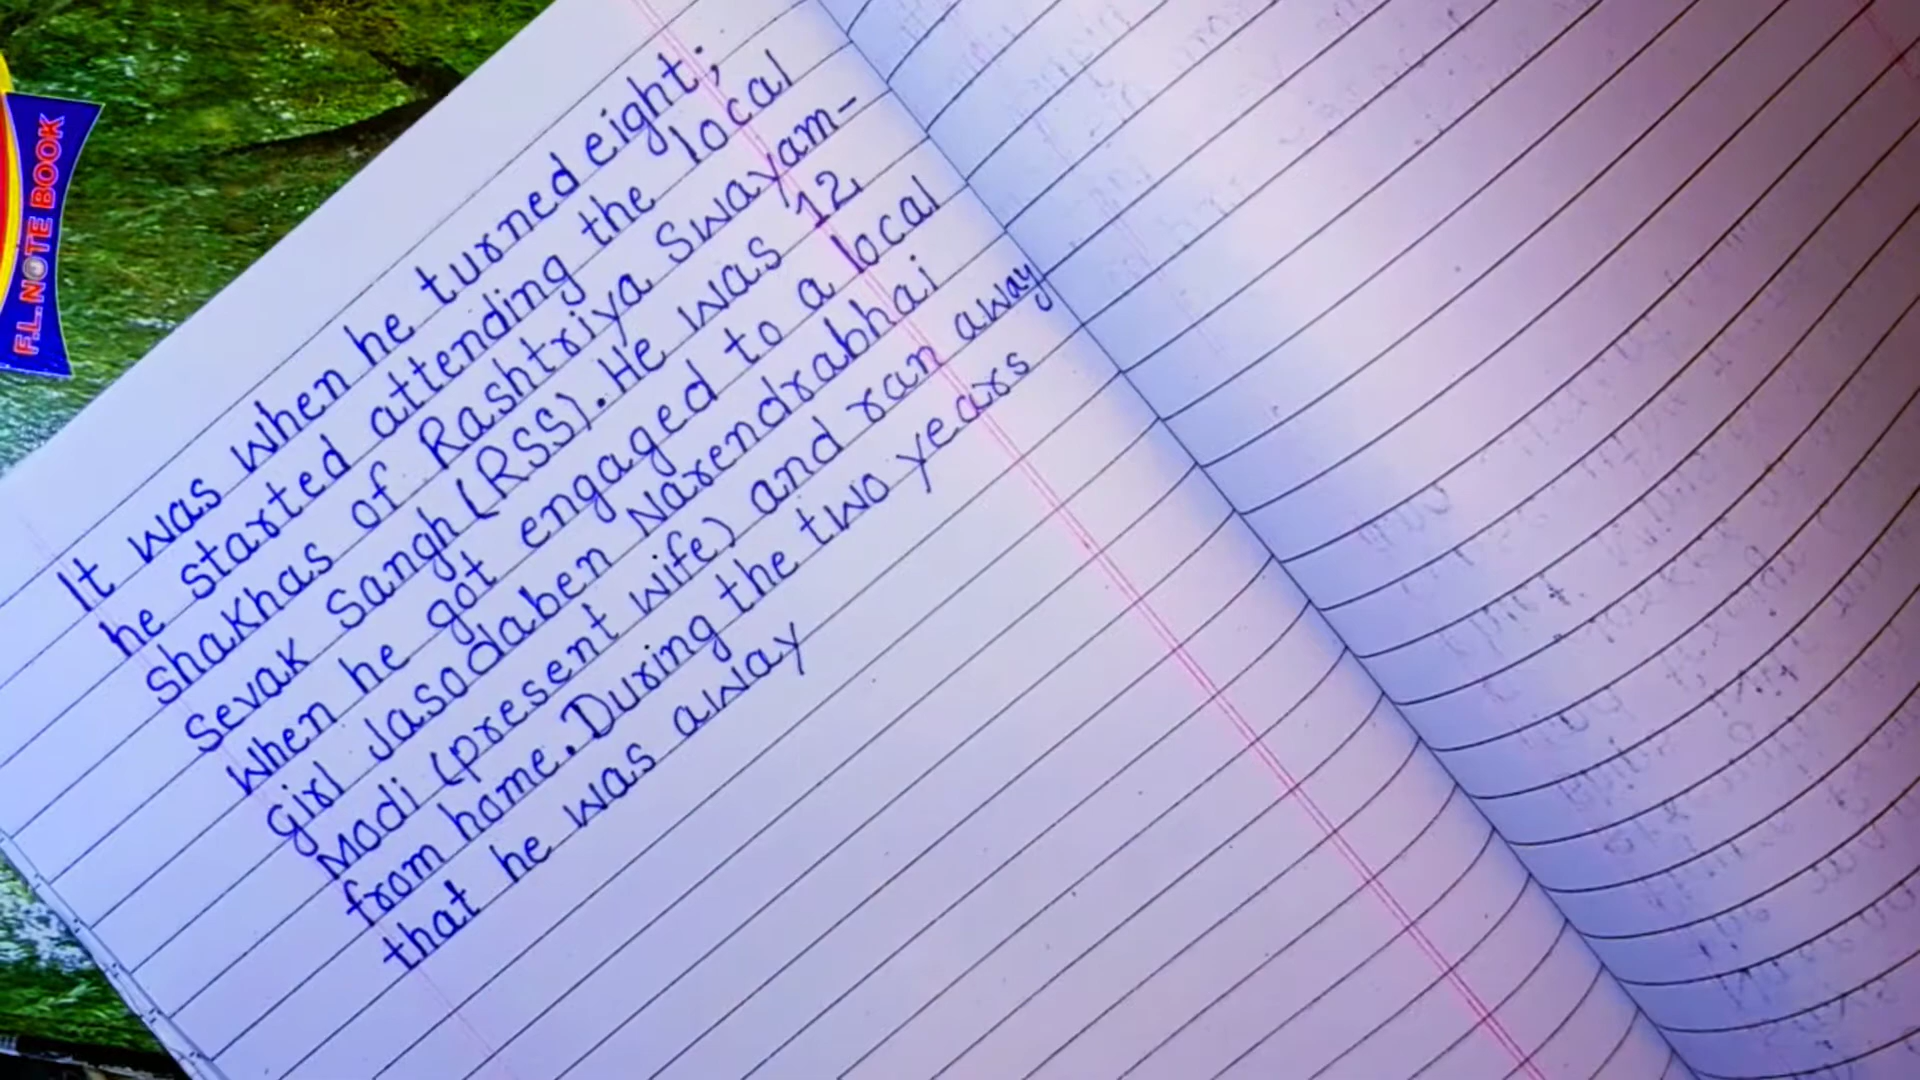 F.L. NOTE BOOK
It was when he turned eight;
he started attending the local
shakhas of Rashtriya Swayam-
Sevak Sangh (RSS). He was 12
when he got engaged to a local
girl Jasodaben Narendrabhai
Modi (present wife) and ran away
from home. During the two years
that he was away